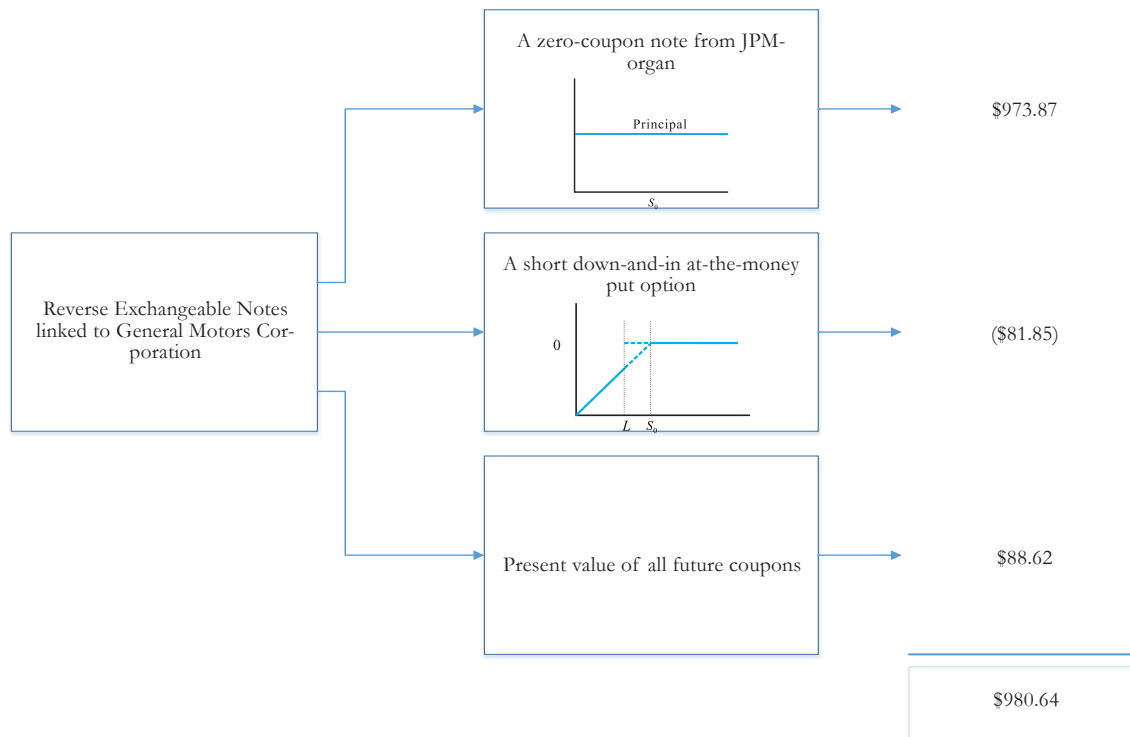 A zero-coupon note from JPM-
organ
Principal
S₀
$973.87
Reverse Exchangeable Notes
linked to General Motors Cor-
poration
A short down-and-in at-the-money
put option
0
L S₀
($81.85)
Present value of all future coupons
$88.62
$980.64